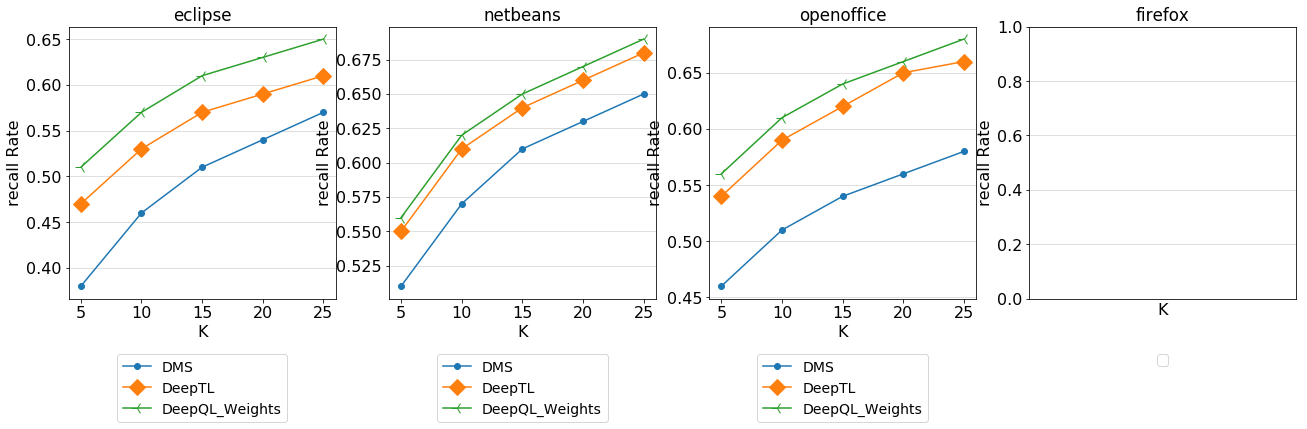 eclipse
recall Rate
0.65
0.60
0.55
0.50
0.45
0.40
5 10 15 20 25
K
DMS
DeepTL
DeepQL_Weights
netbeans
recall Rate
0.675
0.650
0.625
0.600
0.575
0.550
0.525
5 10 15 20 25
K
DMS
DeepTL
DeepQL_Weights
openoffice
recall Rate
0.65
0.60
0.55
0.50
0.45
5 10 15 20 25
K
DMS
DeepTL
DeepQL_Weights
firefox
recall Rate
1.0
0.8
0.6
0.4
0.2
0.0
K